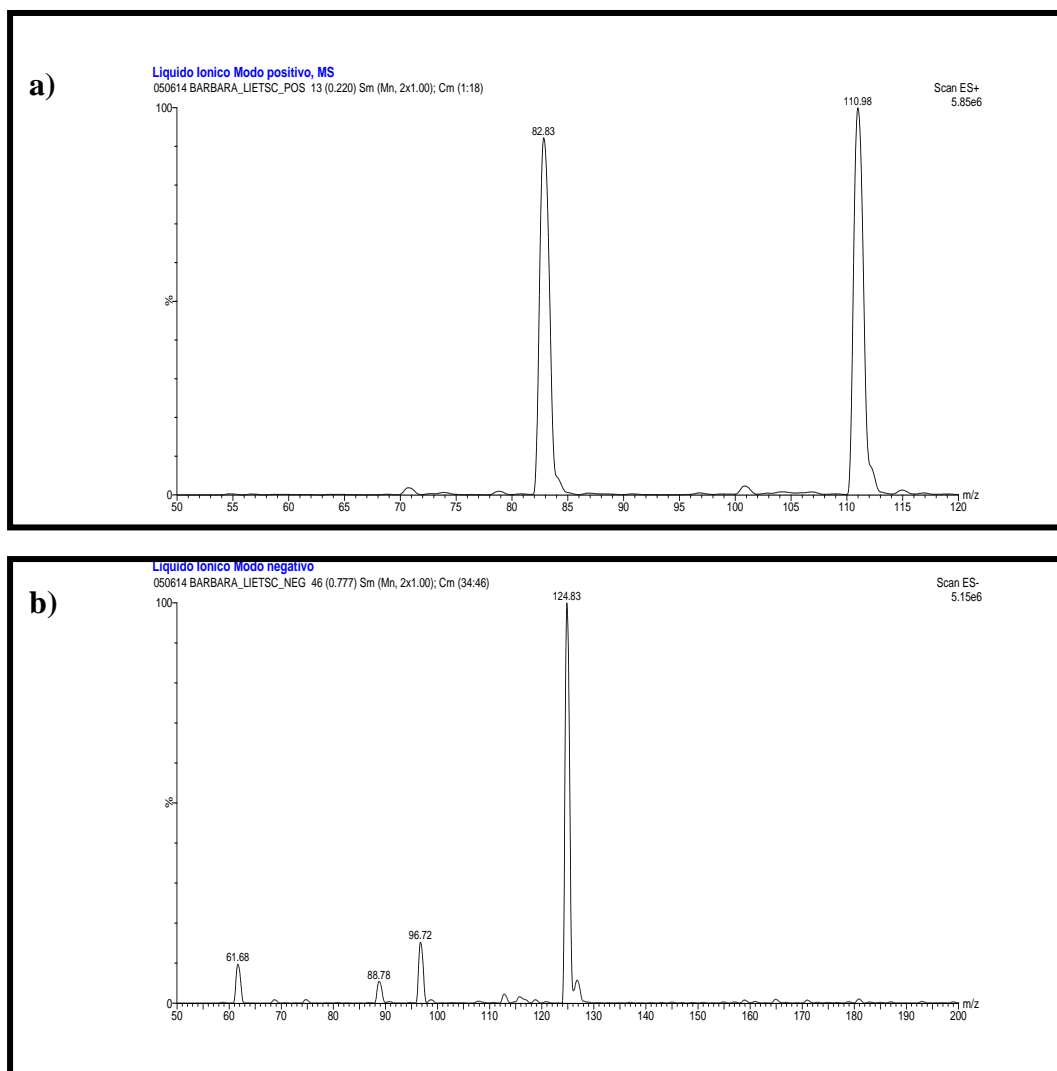 a)
Liquido Ionico Modo positivo, MS
050614 BARBARA_LIETSC_POS 13 (0.220) Sm (Mn, 2x1.00); Cm (1:18)
Scan ES+
5.85e6
100
%
0
82.83
110.98
50 55 60 65 70 75 80 85 90 95 100 105 110 115 120
m/z
b)
Liquido Ionico Modo negativo
050614 BARBARA_LIETSC_NEG 46 (0.777) Sm (Mn, 2x1.00); Cm (34:46)
Scan ES-
5.15e6
100
%
0
124.83
96.72
61.68
88.78
50 60 70 80 90 100 110 120 130 140 150 160 170 180 190 200
m/z